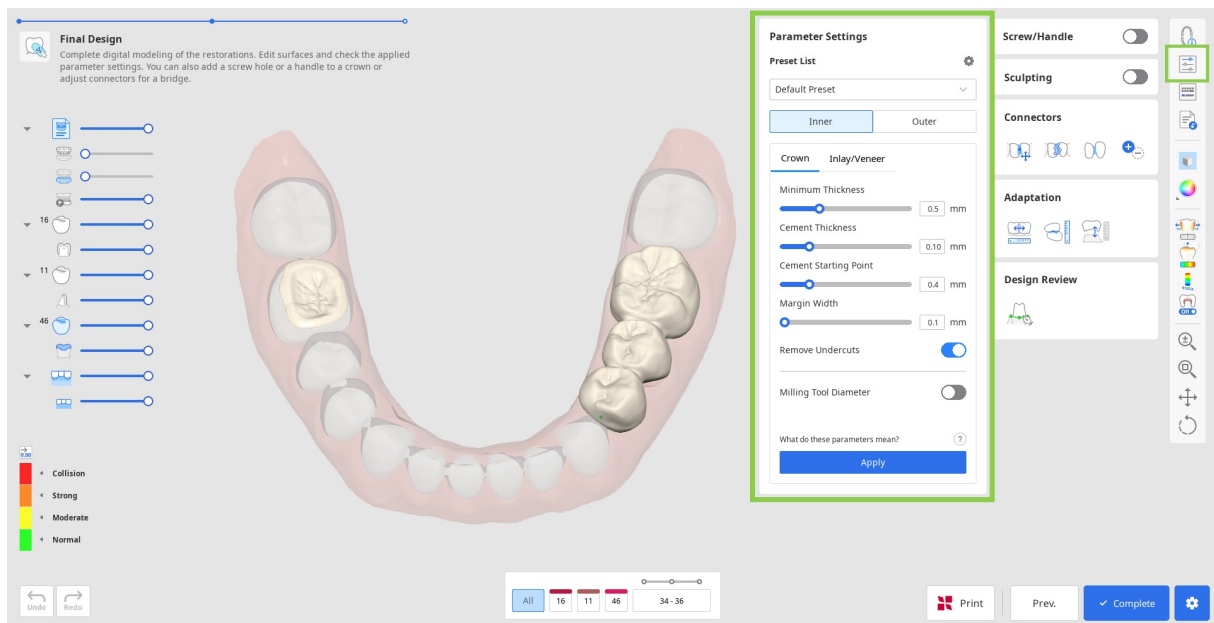 Final Design
Complete digital modeling of the restorations. Edit surfaces and check the applied
parameter settings. You can also add a screw hole or a handle to a crown or
adjust connectors for a bridge.
16
11
46
0.00
Collision
Strong
Moderate
Normal
Undo
Redo
All
16
11
46
34 - 36
Parameter Settings
Preset List
Default Preset
Inner
Outer
Crown
Inlay/Veneer
Minimum Thickness
0.5 mm
Cement Thickness
0.10 mm
Cement Starting Point
0.4 mm
Margin Width
0.1 mm
Remove Undercuts
Milling Tool Diameter
What do these parameters mean?
?
Apply
Screw/Handle
Sculpting
Connectors
Adaptation
Design Review
ON
Print
Prev.
Complete